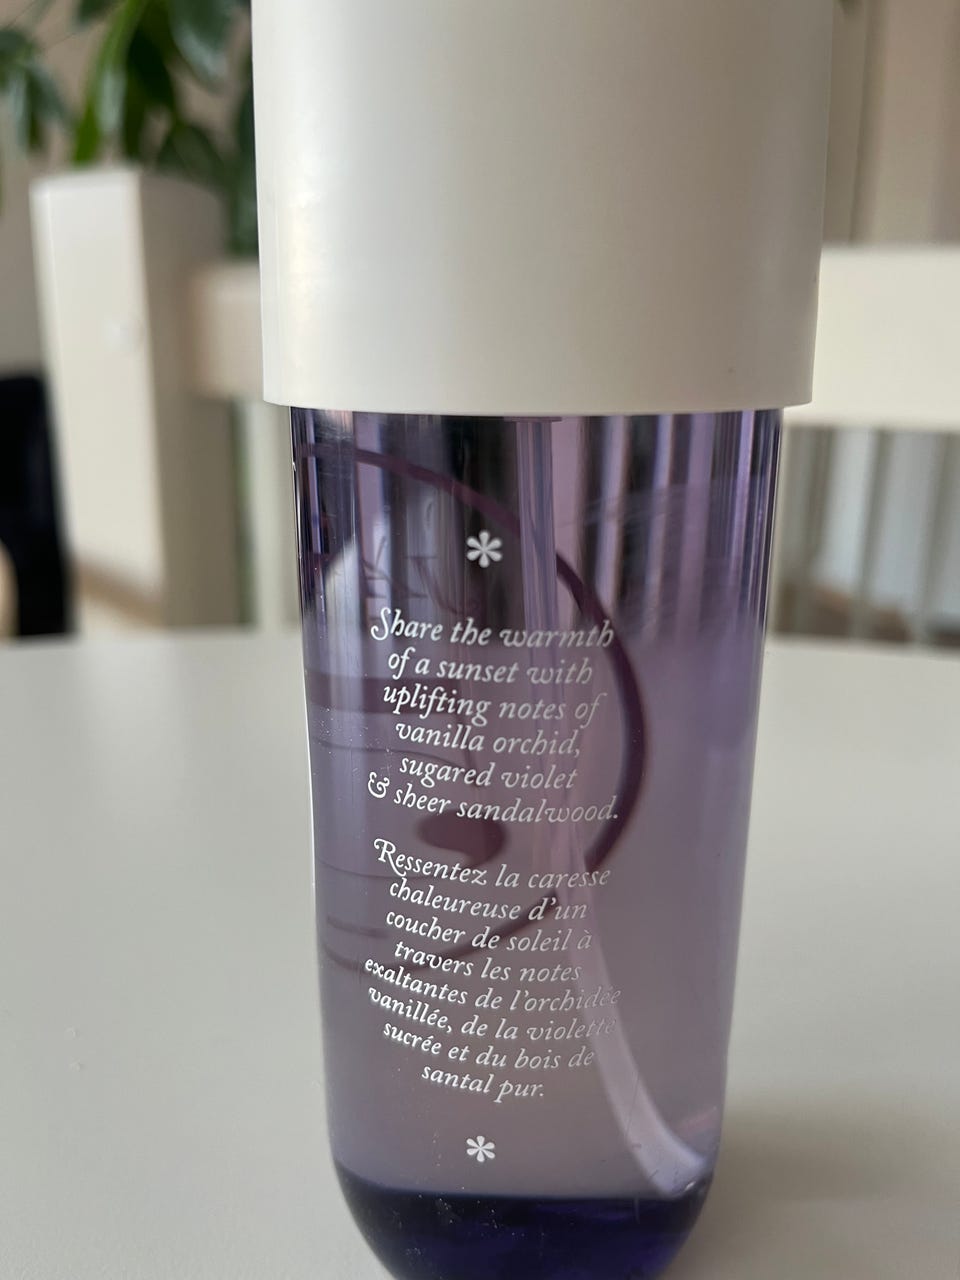 Share the warmth
of a sunset with
uplifting notes of
vanilla orchid,
sugared violet
& sheer sandalwood.
Ressentez la caresse
chaleureuse d'un
coucher de soleil à
travers les notes
exaltantes de l'orchidée
vanillée, de la violette
sucrée et du bois de
santal pur.